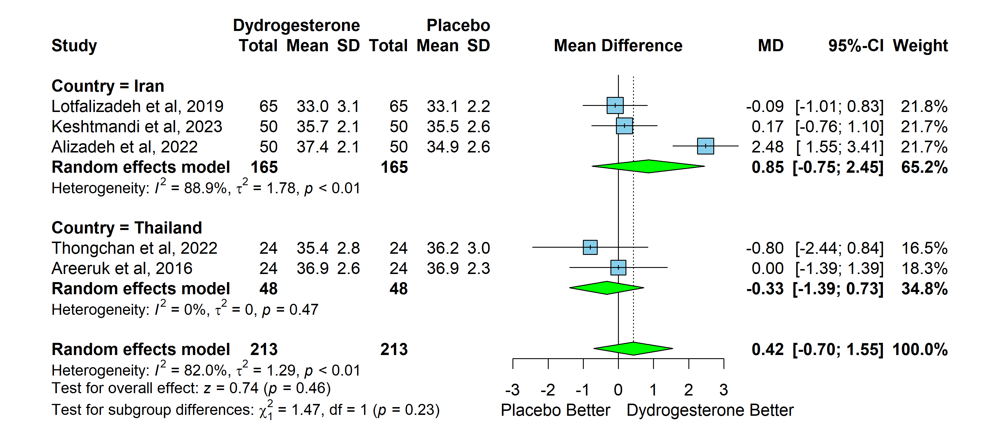 Dydrogesterone Placebo
Study Total Mean SD Total Mean SD Mean Difference MD 95%-CI Weight
Country = Iran
Lotfalizadeh et al, 2019 65 33.0 3.1 65 33.1 2.2 -0.09 [-1.01; 0.83] 21.8%
Keshtmandi et al, 2023 50 35.7 2.1 50 35.5 2.6 0.17 [-0.76; 1.10] 21.7%
Alizadeh et al, 2022 50 37.4 2.1 50 34.9 2.6 2.48 [ 1.55; 3.41] 21.7%
Random effects model 165 165 0.85 [-0.75; 2.45] 65.2%
Heterogeneity: I² = 88.9%, τ² = 1.78, p < 0.01
Country = Thailand
Thongchan et al, 2022 24 35.4 2.8 24 36.2 3.0 -0.80 [-2.44; 0.84] 16.5%
Areeruk et al, 2016 24 36.9 2.6 24 36.9 2.3 0.00 [-1.39; 1.39] 18.3%
Random effects model 48 48 -0.33 [-1.39; 0.73] 34.8%
Heterogeneity: I² = 0%, τ² = 0, p = 0.47
Random effects model 213 213 0.42 [-0.70; 1.55] 100.0%
Heterogeneity: I² = 82.0%, τ² = 1.29, p < 0.01
Test for overall effect: z = 0.74 (p = 0.46)
-3 -2 -1 0 1 2 3
Test for subgroup differences: χ₁² = 1.47, df = 1 (p = 0.23)
Placebo Better Dydrogesterone Better